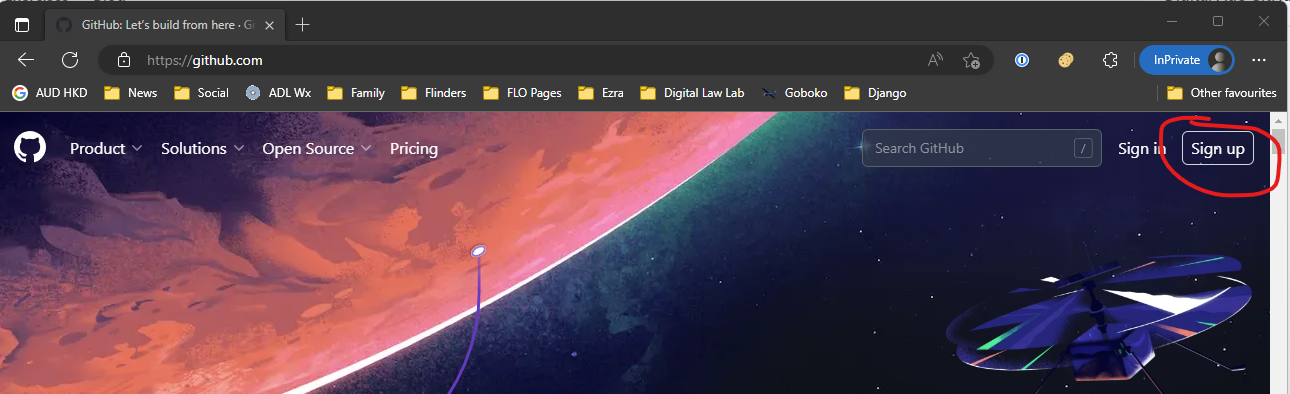 GitHub: Let's build from here · Gi
https://github.com
InPrivate
AUD HKD News Social ADL Wx Family Flinders FLO Pages Ezra Digital Law Lab Goboko Django Other favourites
Product Solutions Open Source Pricing Search GitHub / Sign in Sign up